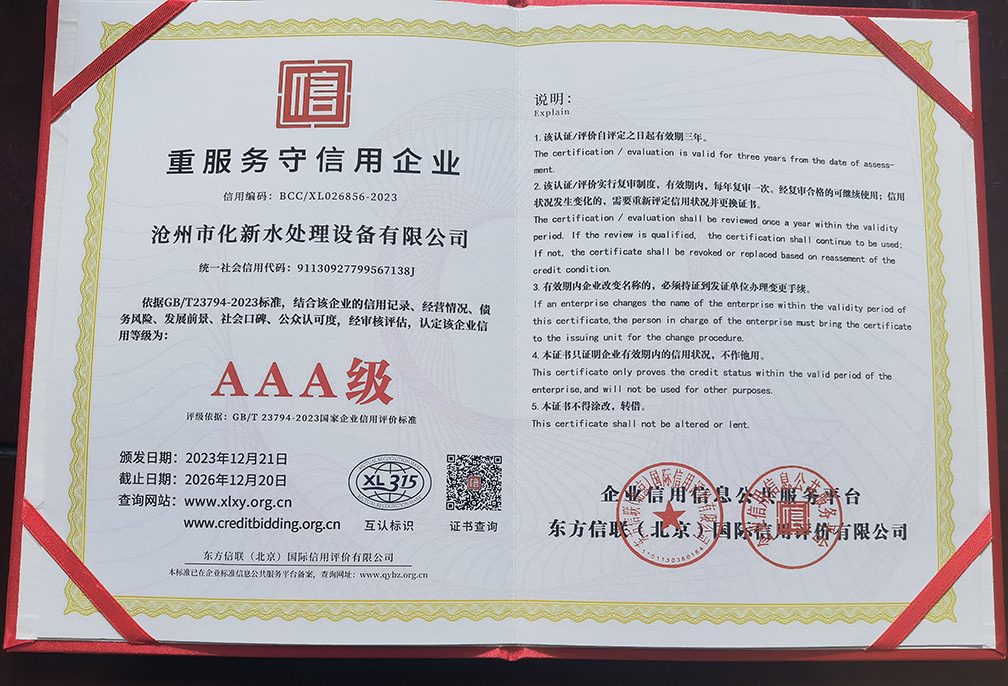 信
重服务守信用企业
信用编码：BCC/XL026856-2023
沧州市化新水处理设备有限公司
统一社会信用代码：91130927799567138J
依据GB/T23794-2023标准，结合该企业的信用记录、经营情况、债
务风险、发展前景、社会口碑、公众认可度，经审核评估，认定该企业信
用等级为：
AAA级
评级依据：GB/T 23794-2023国家企业信用评价标准
颁发日期：2023年12月21日
截止日期：2026年12月20日
查询网站：www.xlxy.org.cn
www.creditbidding.org.cn
XL315
互认标识
证书查询
东方信联（北京）国际信用评价有限公司
本标准已在企业标准信息公共服务平台备案，查询网址：www.qybz.org.cn
说明：
Explain
1. 该认证/评价自评定之日起有效期三年。
The certification / evaluation is valid for three years from the date of assess-
ment.
2. 该认证/评价实行复审制度，有效期内，每年复审一次。经复审合格的可继续使用；信用
状况发生变化的，需要重新评定信用状况并更换证书。
The certification / evaluation shall be reviewed once a year within the validity
period. If the review is qualified, the certification shall continue to be used;
If not, the certificate shall be revoked or replaced based on reassement of the
credit condition.
3. 有效期内企业改变名称的，必须持证到发证单位办理变更手续。
If an enterprise changes the name of the enterprise within the validity period of
this certificate,the person in charge of the enterprise must bring the certificate
to the issuing unit for the change procedure.
4. 本证书只证明企业有效期内的信用状况，不作他用。
This certificate only proves the credit status within the valid period of the
enterprise,and will not be used for other purposes.
5. 本证书不得涂改，转借。
This certificate shall not be altered or lent.
企业信用信息公共服务平台
东方信联（北京）国际信用评价有限公司